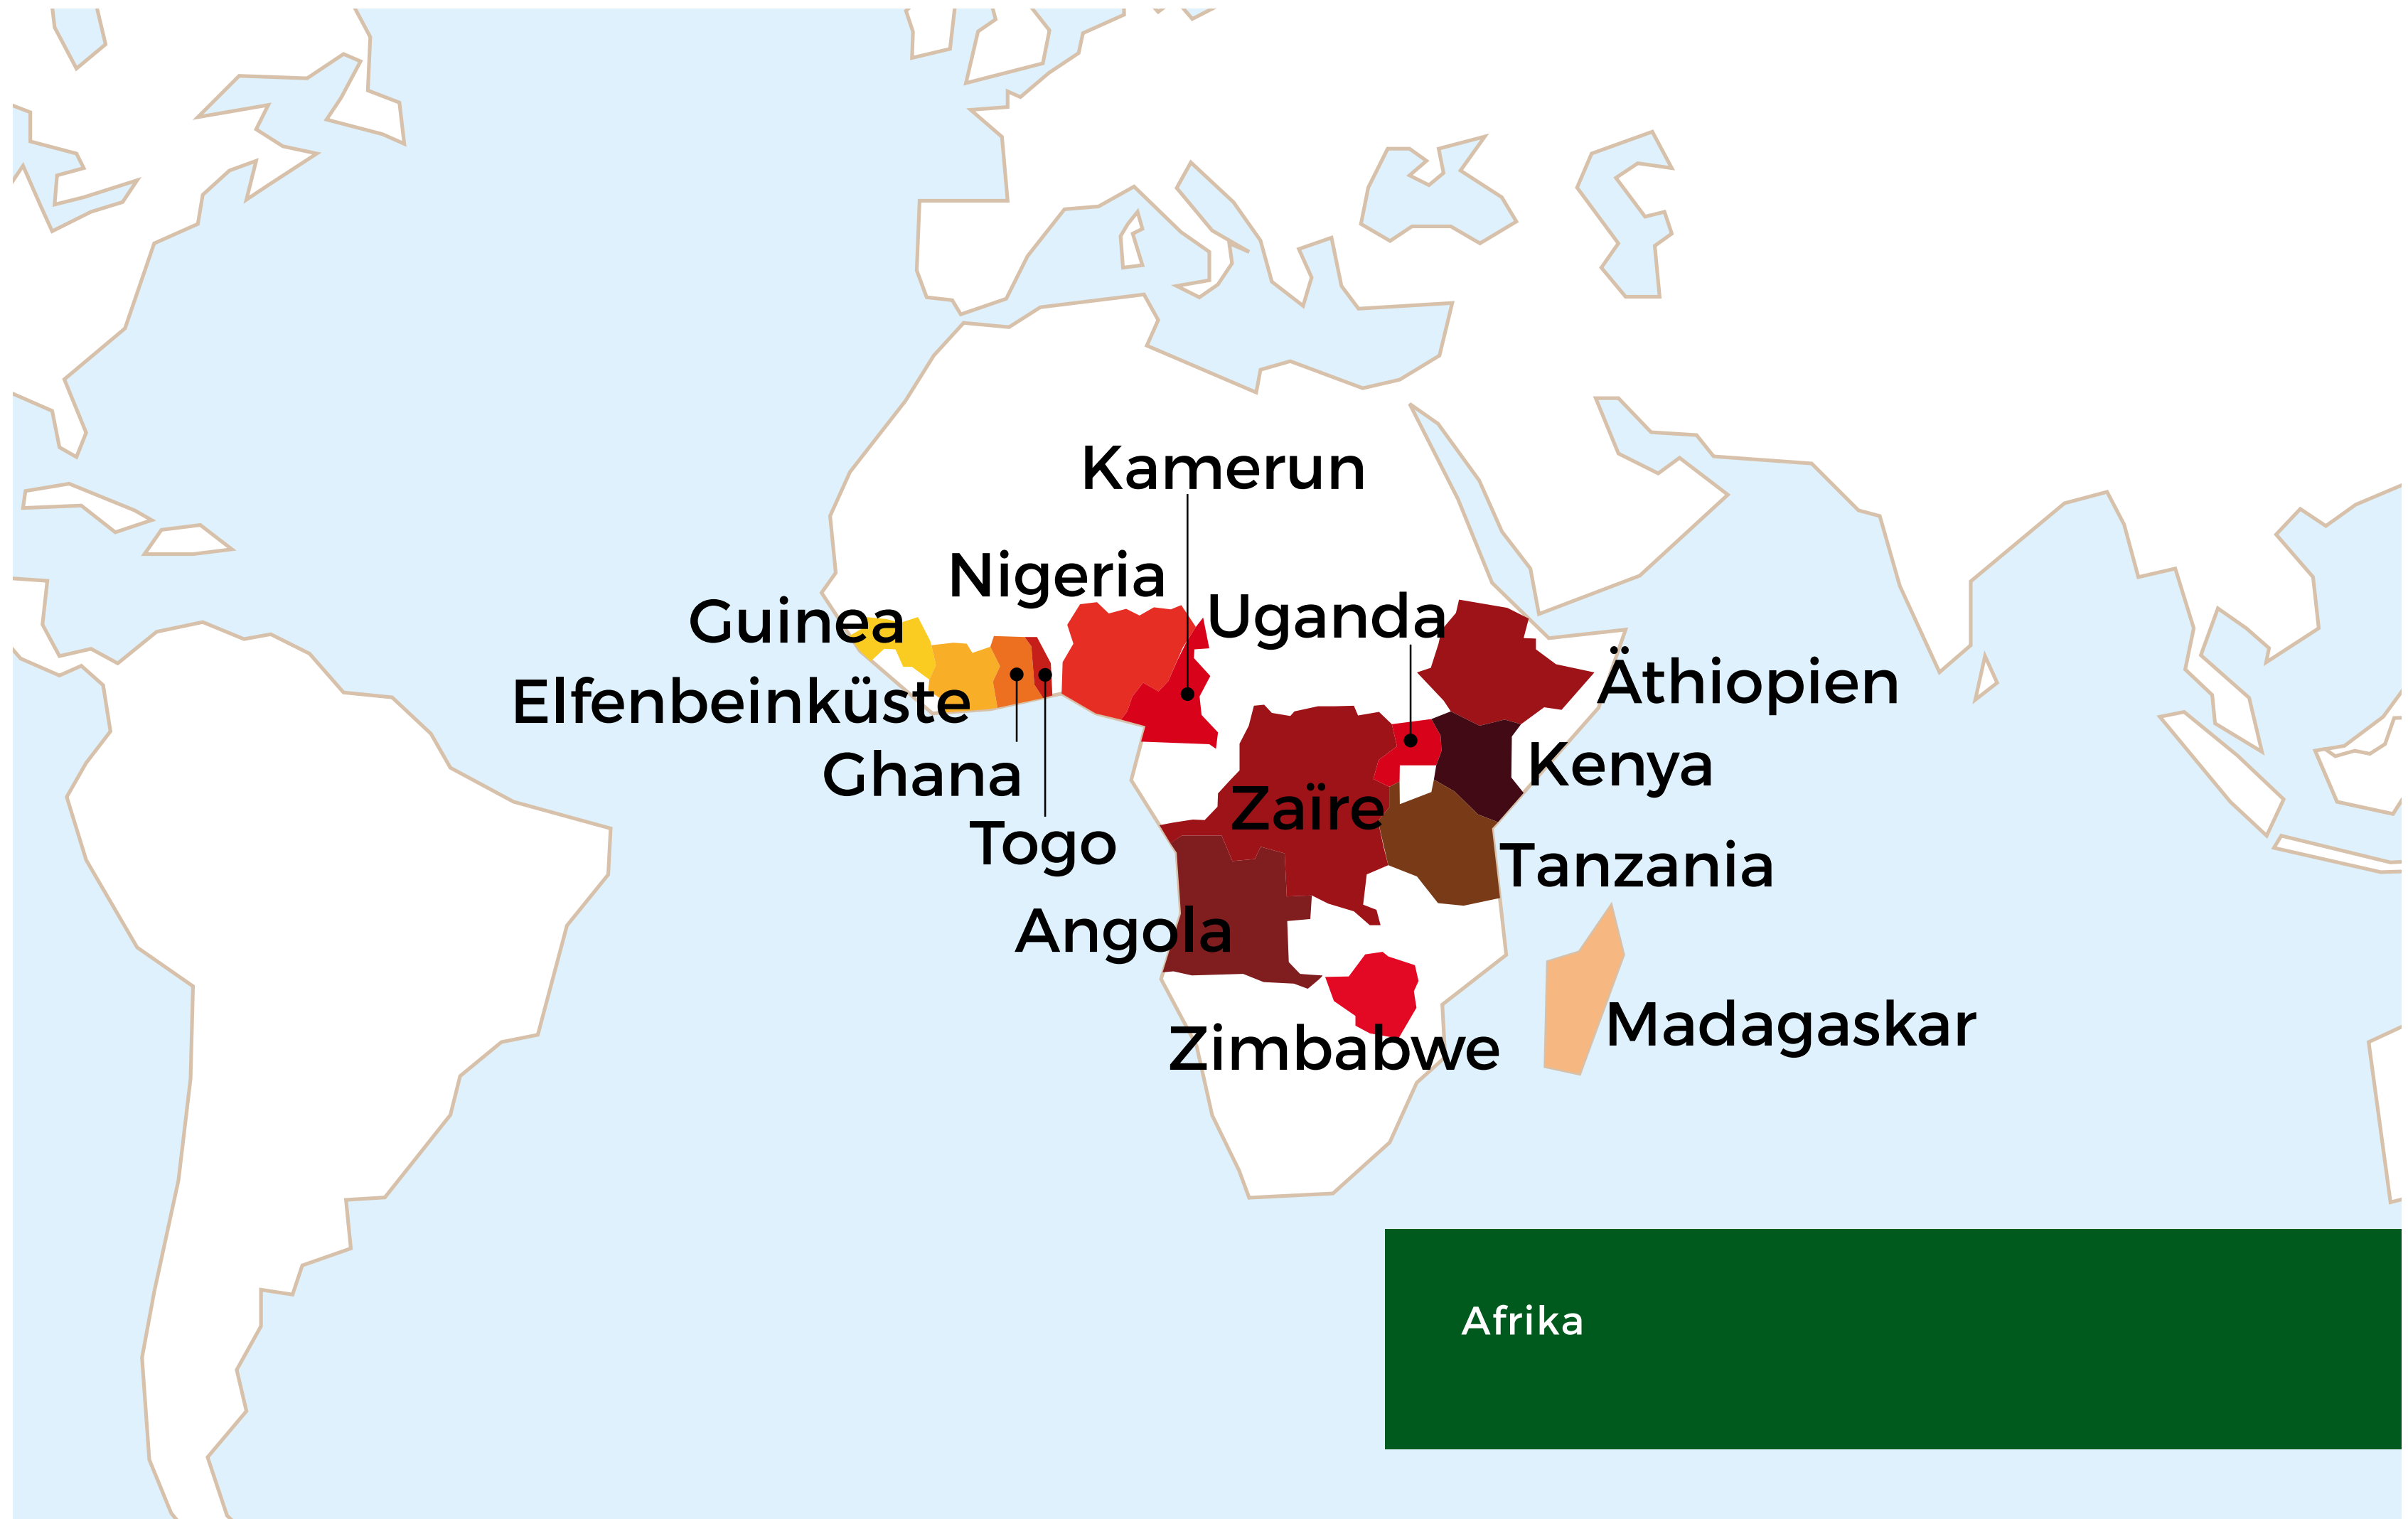 Kamerun
Nigeria
Guinea
Uganda
Elfenbeinküste
Äthiopien
Ghana
Kenya
Zaïre
Togo
Tanzania
Angola
Madagaskar
Zimbabwe
Afrika